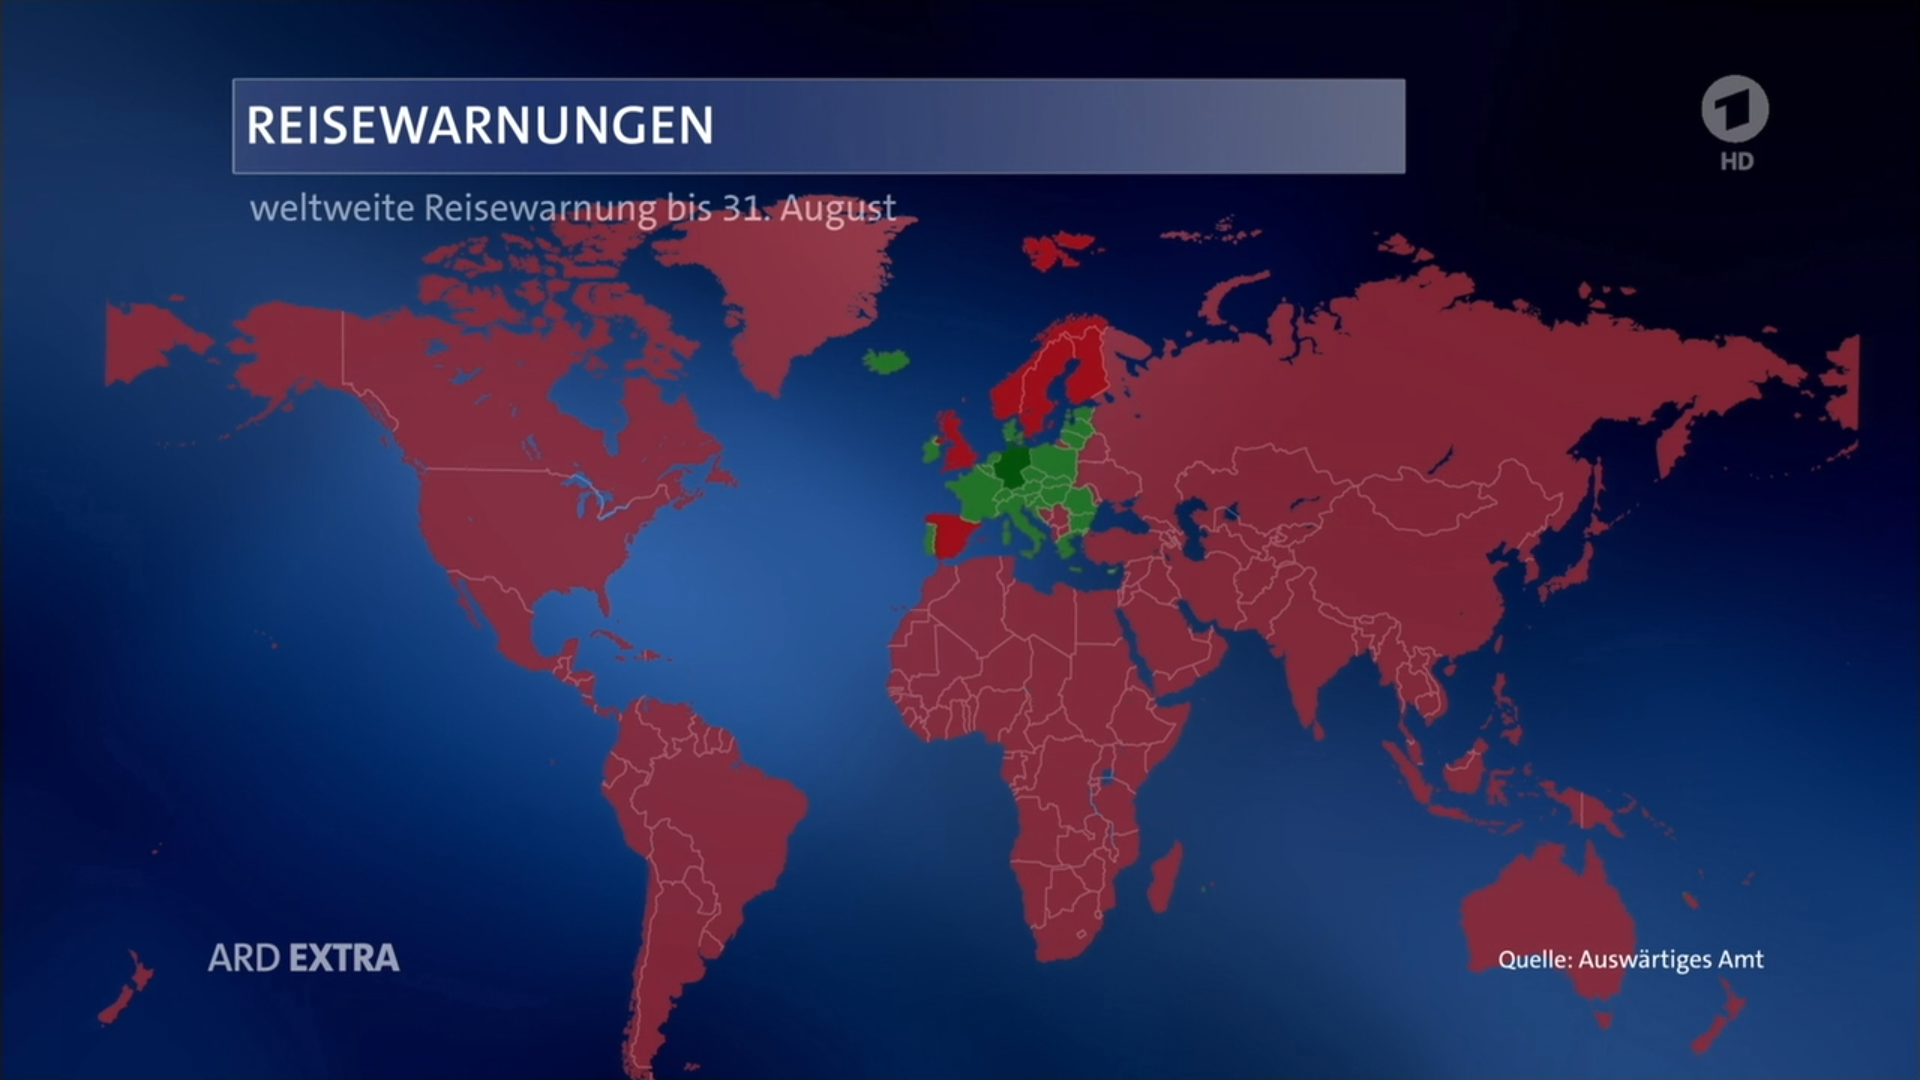 REISEWARNUNGEN
HD
weltweite Reisewarnung bis 31. August
ARD EXTRA
Quelle: Auswärtiges Amt